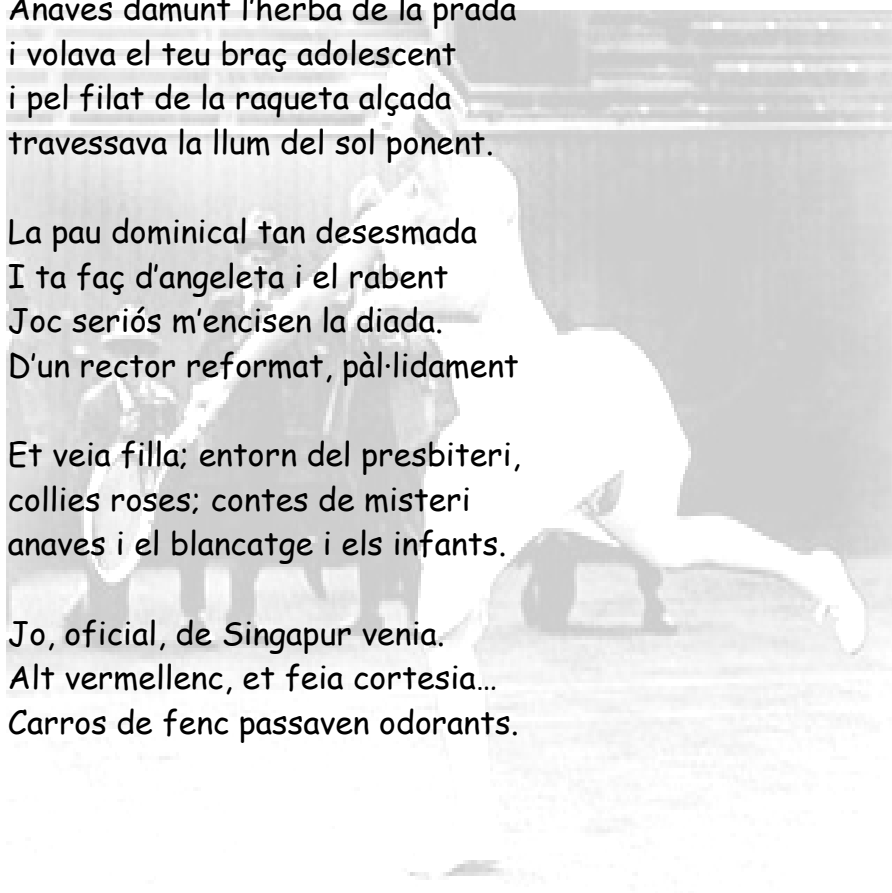 Anaves damunt l'herba de la prada
i volava el teu braç adolescent
i pel filat de la raqueta alçada
travessava la llum del sol ponent.
La pau dominical tan desesmada
I ta faç d'angeleta i el rabent
Joc seriós m'encisen la diada.
D'un rector reformat, pàl·lidament
Et veia filla; entorn del presbiteri,
collies roses; contes de misteri
anaves i el blancatge i els infants.
Jo, oficial, de Singapur venia.
Alt vermellenc, et feia cortesia...
Carros de fenc passaven odorants.